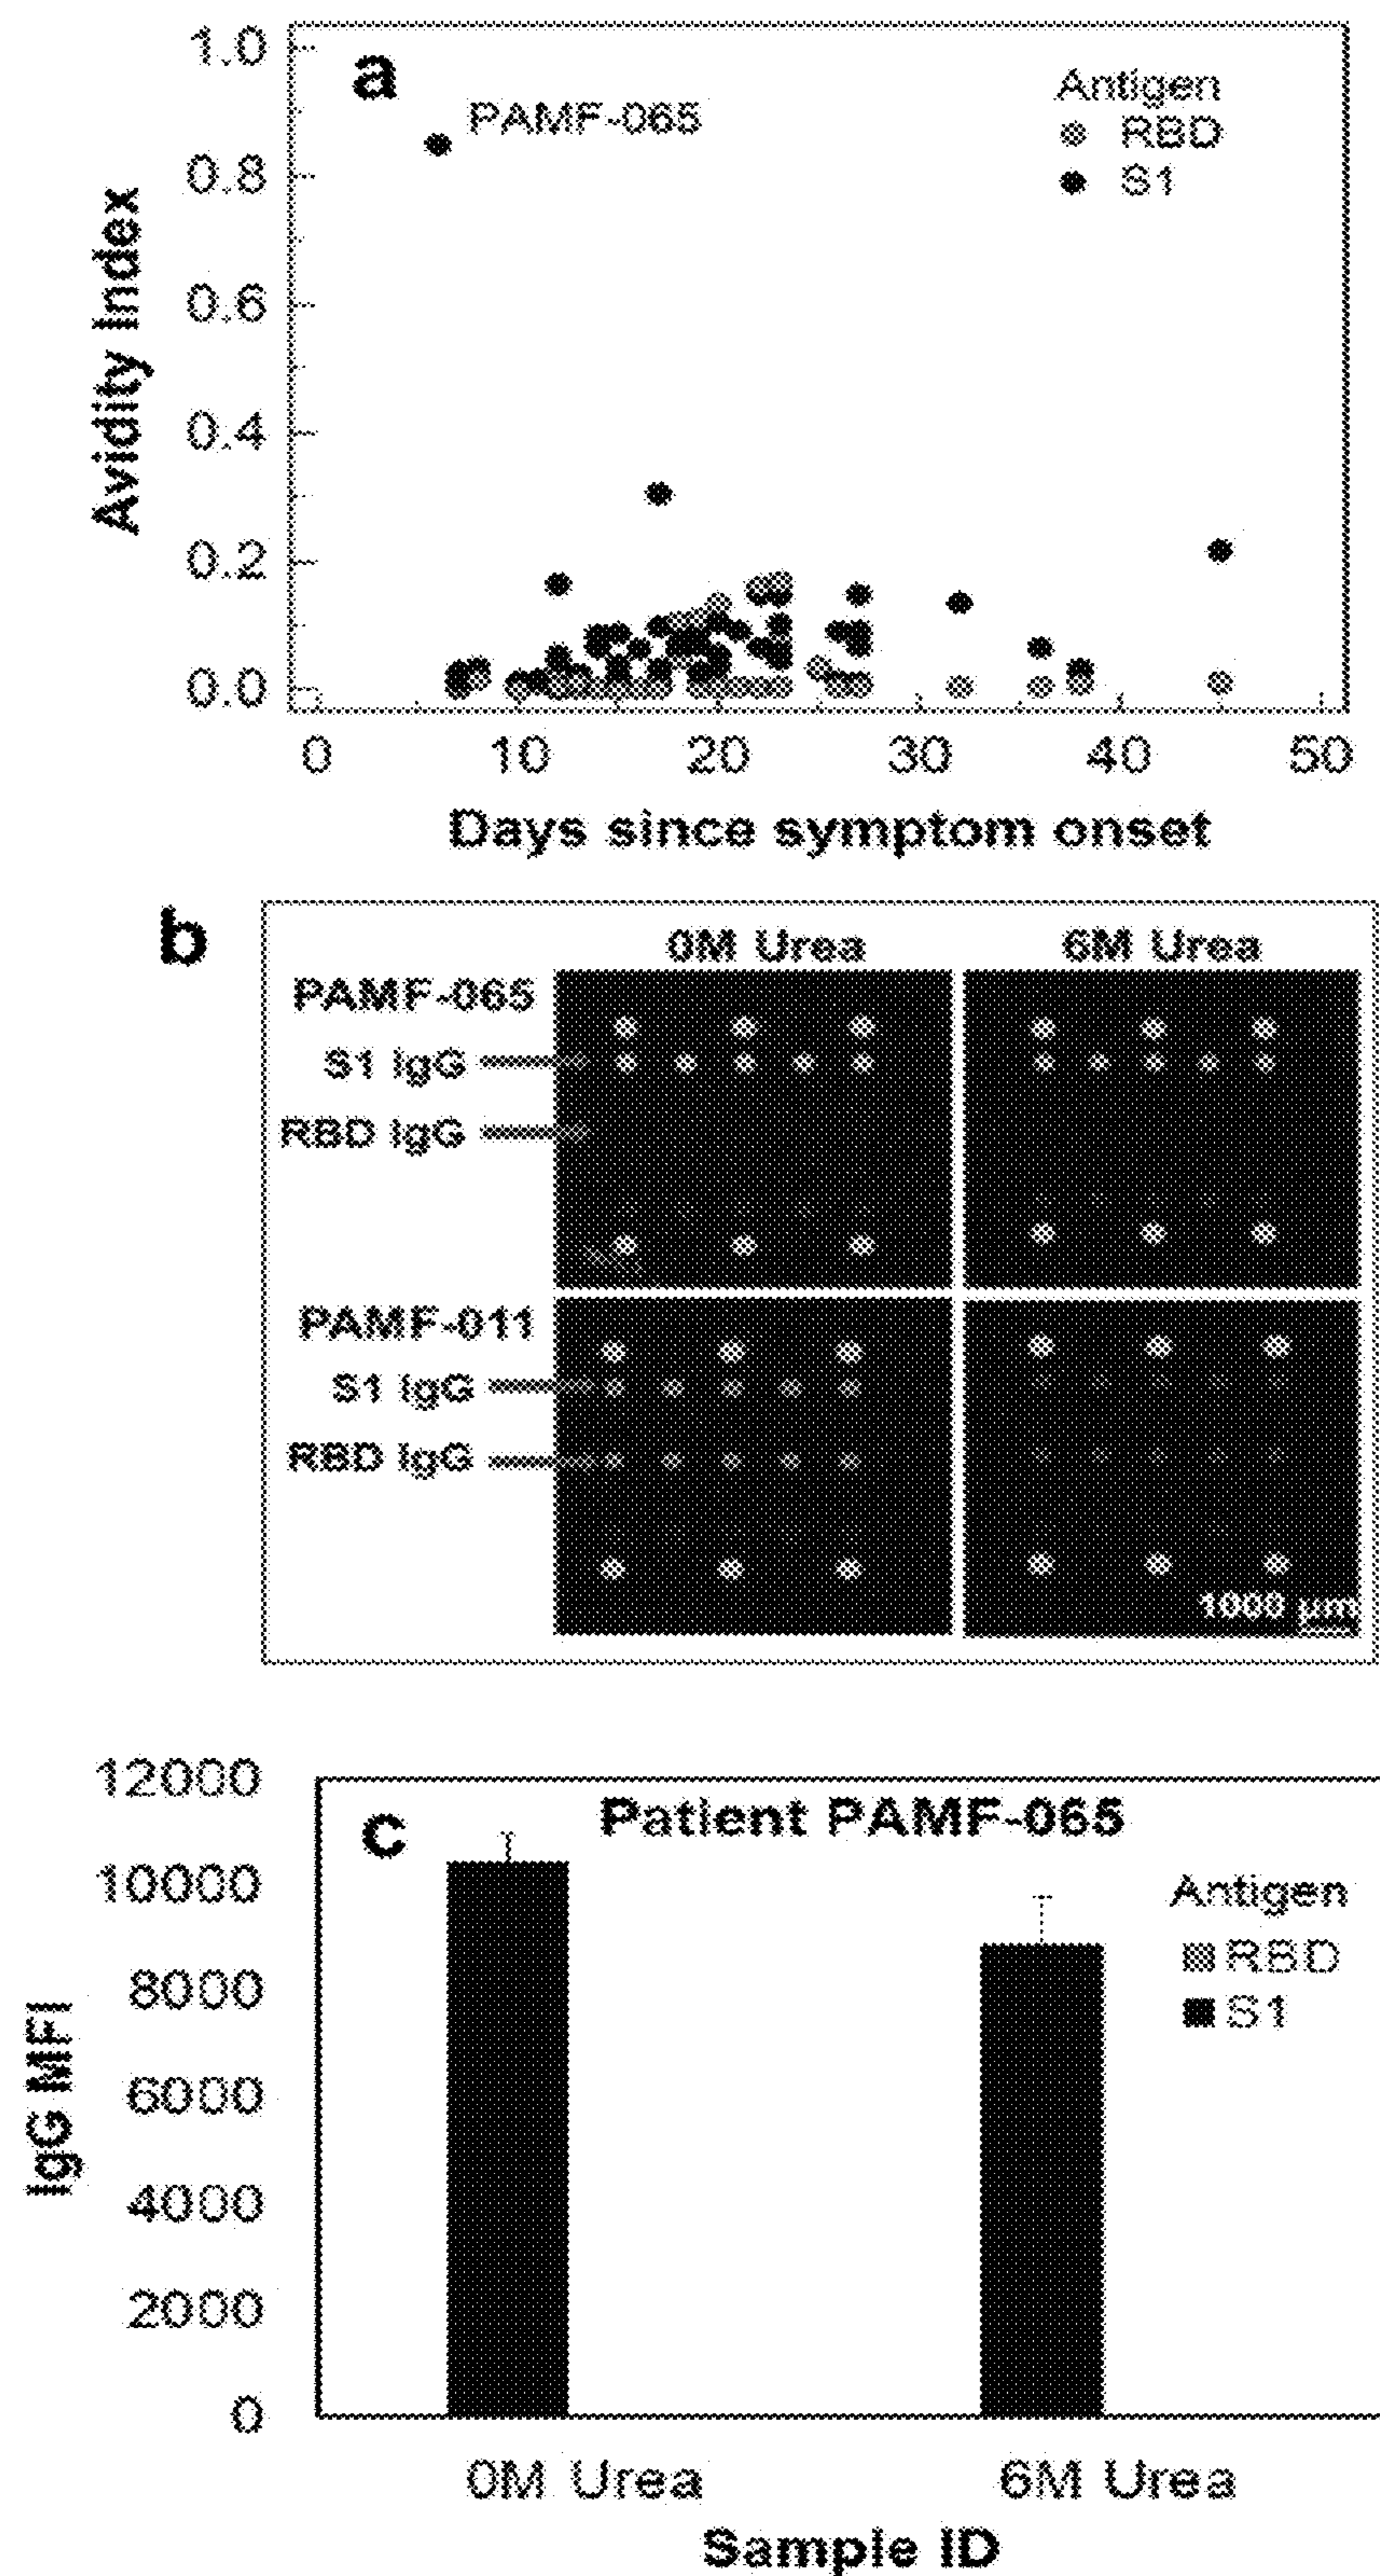 a
1.0
0.8
0.6
0.4
0.2
0.0
Avidity Index
PAMF-065
Antigen
RBD
S1
0 10 20 30 40 50
Days since symptom onset
b
0M Urea 6M Urea
PAMF-065
S1 IgG
RBD IgG
PAMF-011
S1 IgG
RBD IgG
1000 µm
c
Patient PAMF-065
12000
10000
8000
6000
4000
2000
0
IgG MFI
Antigen
RBD
S1
0M Urea 6M Urea
Sample ID